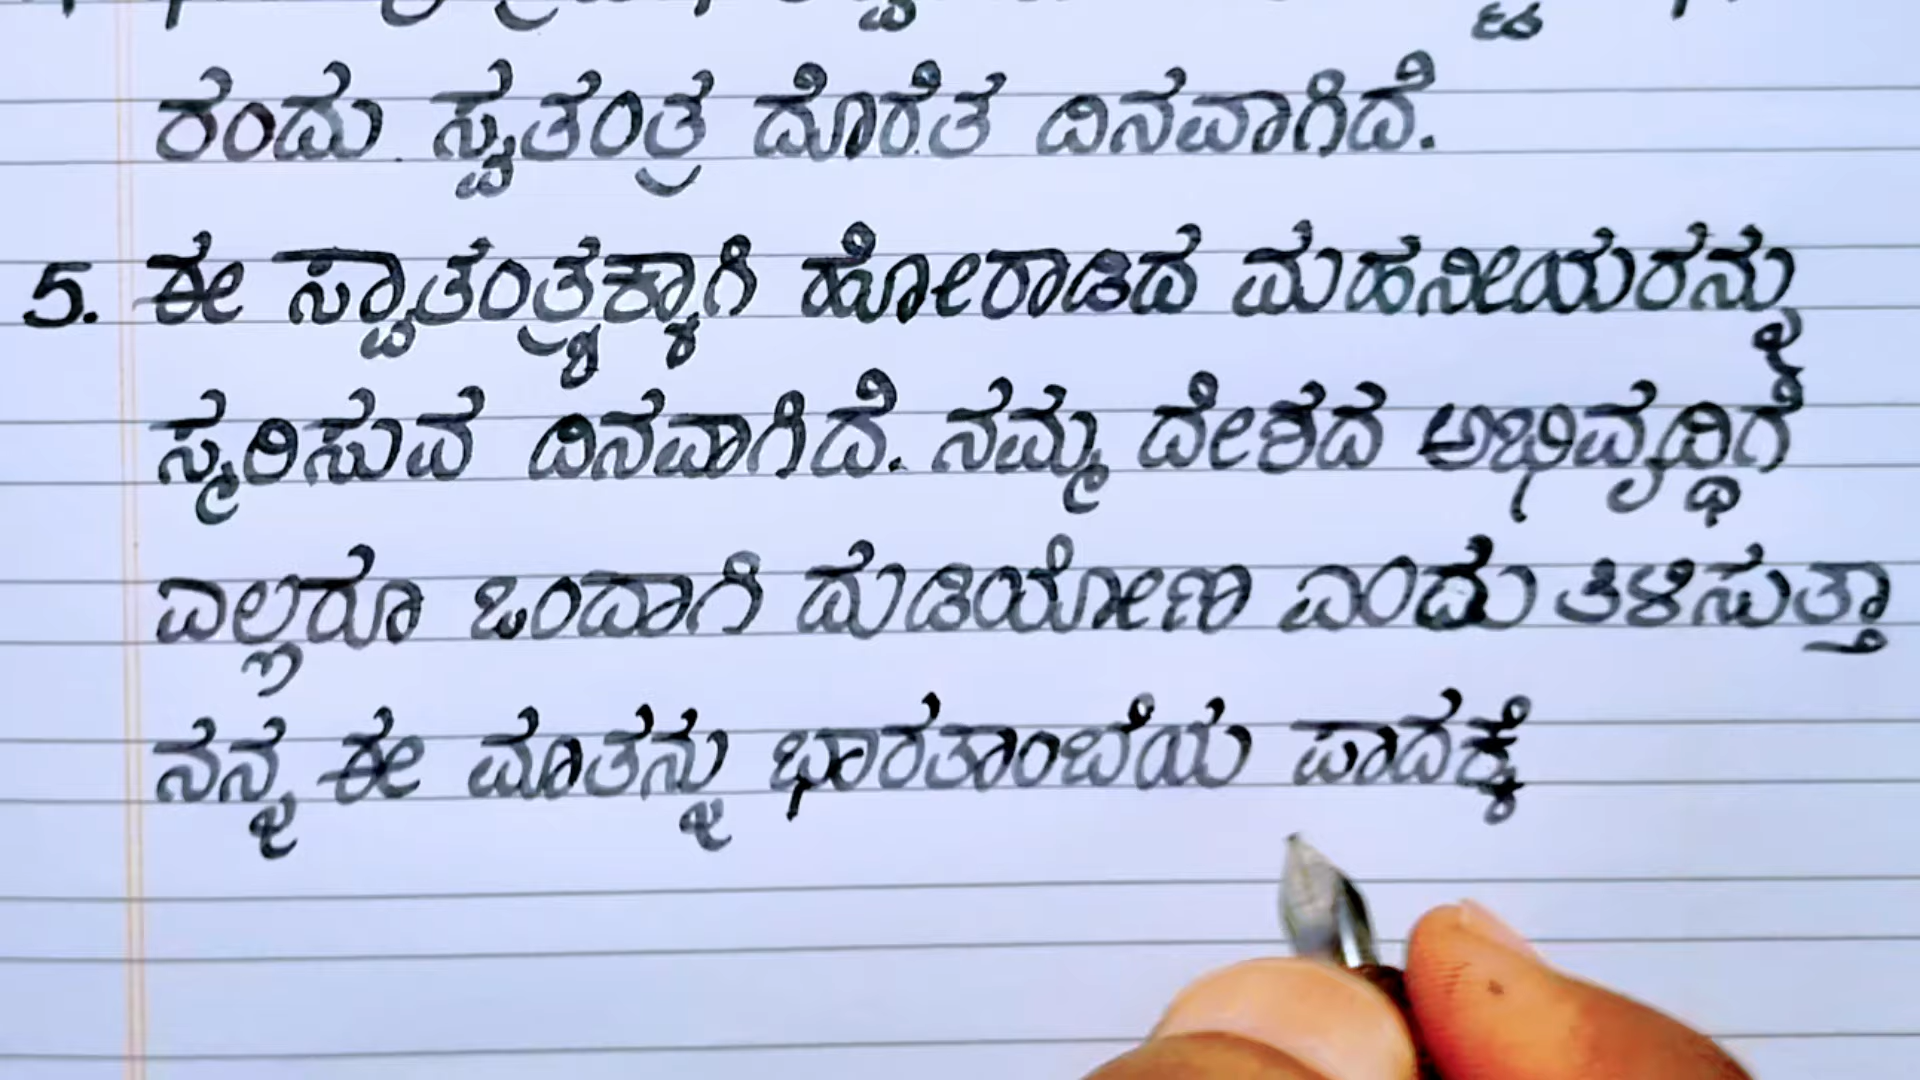 ರಂದು ಸ್ವತಂತ್ರ ದೊರೆತ ದಿನವಾಗಿದೆ.
5. ಈ ಸ್ವಾತಂತ್ರ್ಯಕ್ಕಾಗಿ ಹೋರಾಡಿದ ಮಹನೀಯರನ್ನು
ಸ್ಮರಿಸುವ ದಿನವಾಗಿದೆ. ನಮ್ಮ ದೇಶದ ಅಭಿವೃದ್ಧಿಗೆ
ಎಲ್ಲರೂ ಒಂದಾಗಿ ದುಡಿಯೋಣ ಎಂದು ತಿಳಿಸುತ್ತಾ
ನನ್ನ ಈ ಮಾತನ್ನು ಭಾರತಾಂಬೆಯ ಪಾದಕ್ಕೆ